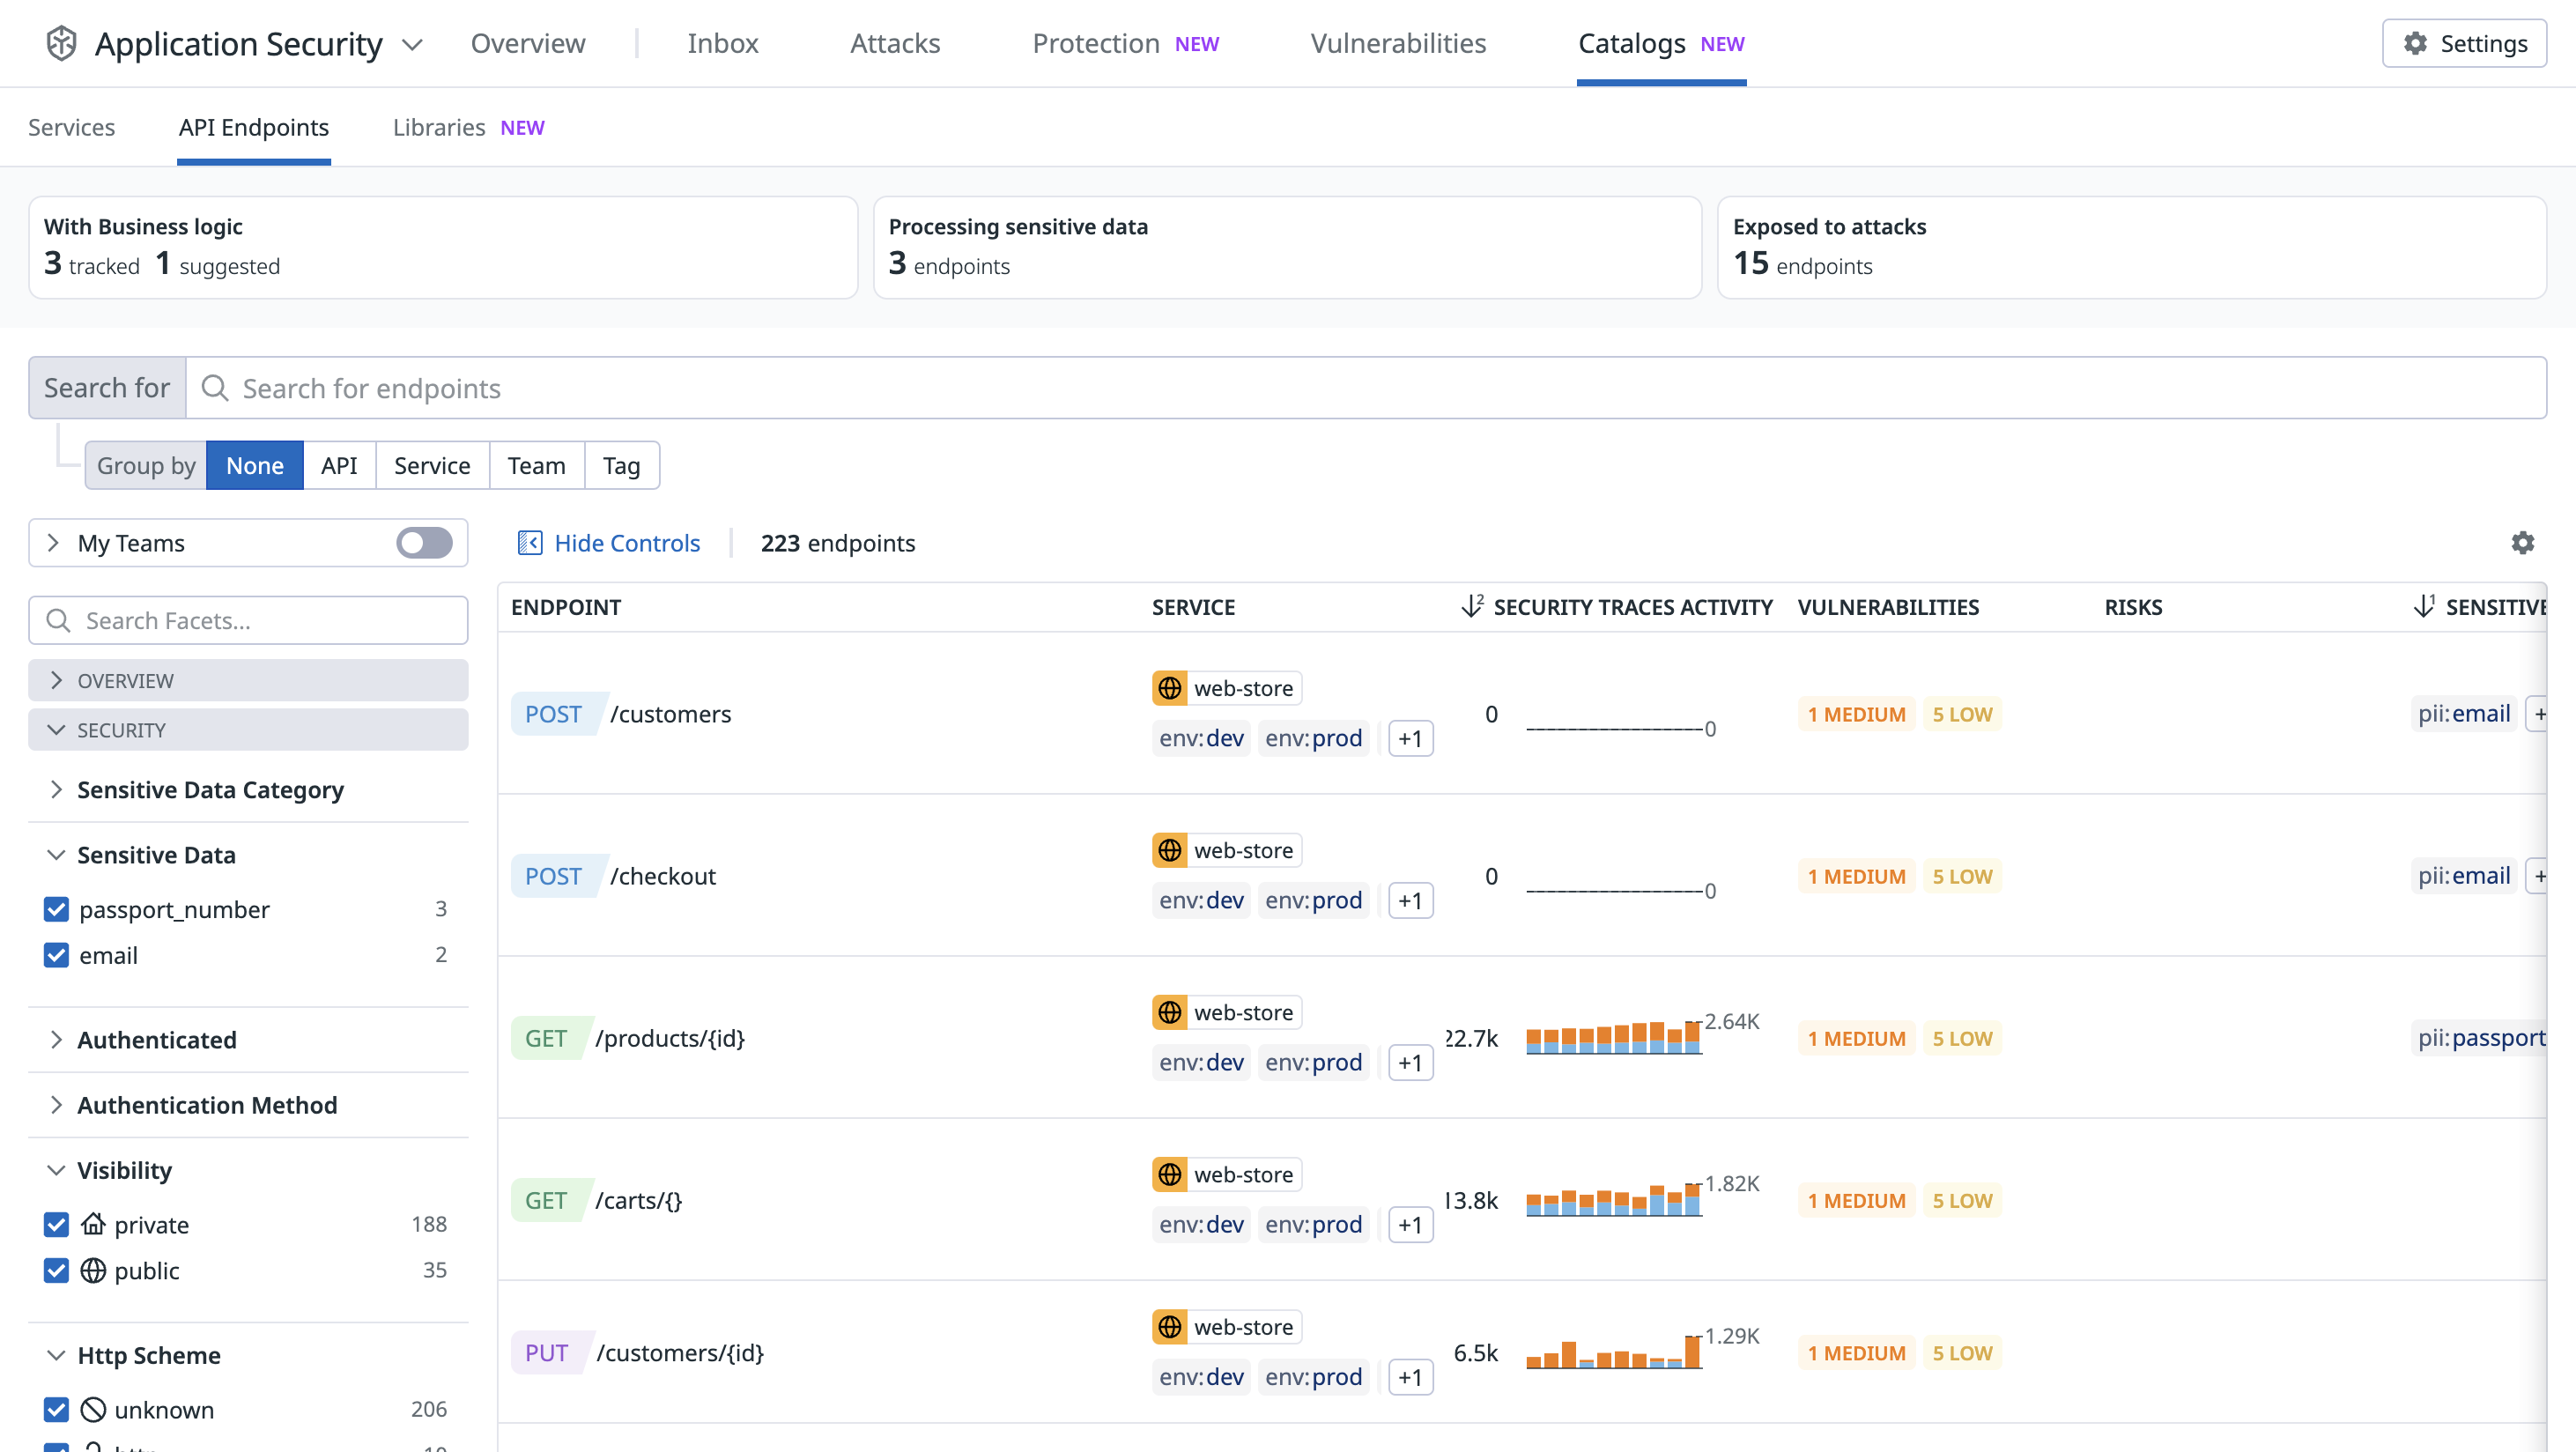 Application Security
Overview
Inbox
Attacks
Protection NEW
Vulnerabilities
Catalogs NEW
Settings
Services
API Endpoints
Libraries NEW
With Business logic
3 tracked 1 suggested
Processing sensitive data
3 endpoints
Exposed to attacks
15 endpoints
Search for
Search for endpoints
Group by
None
API
Service
Team
Tag
My Teams
Hide Controls
223 endpoints
Search Facets...
OVERVIEW
SECURITY
Sensitive Data Category
Sensitive Data
passport_number 3
email 2
Authenticated
Authentication Method
Visibility
private 188
public 35
Http Scheme
unknown 206
ENDPOINT
SERVICE
2 SECURITY TRACES ACTIVITY
VULNERABILITIES
RISKS
1 SENSITIVE
POST /customers
web-store
env:dev env:prod +1
0
0
1 MEDIUM 5 LOW
pii:email +
POST /checkout
web-store
env:dev env:prod +1
0
0
1 MEDIUM 5 LOW
pii:email +
GET /products/{id}
web-store
env:dev env:prod +1
22.7k
2.64K
1 MEDIUM 5 LOW
pii:passport
GET /carts/{}
web-store
env:dev env:prod +1
13.8k
1.82K
1 MEDIUM 5 LOW
PUT /customers/{id}
web-store
env:dev env:prod +1
6.5k
1.29K
1 MEDIUM 5 LOW